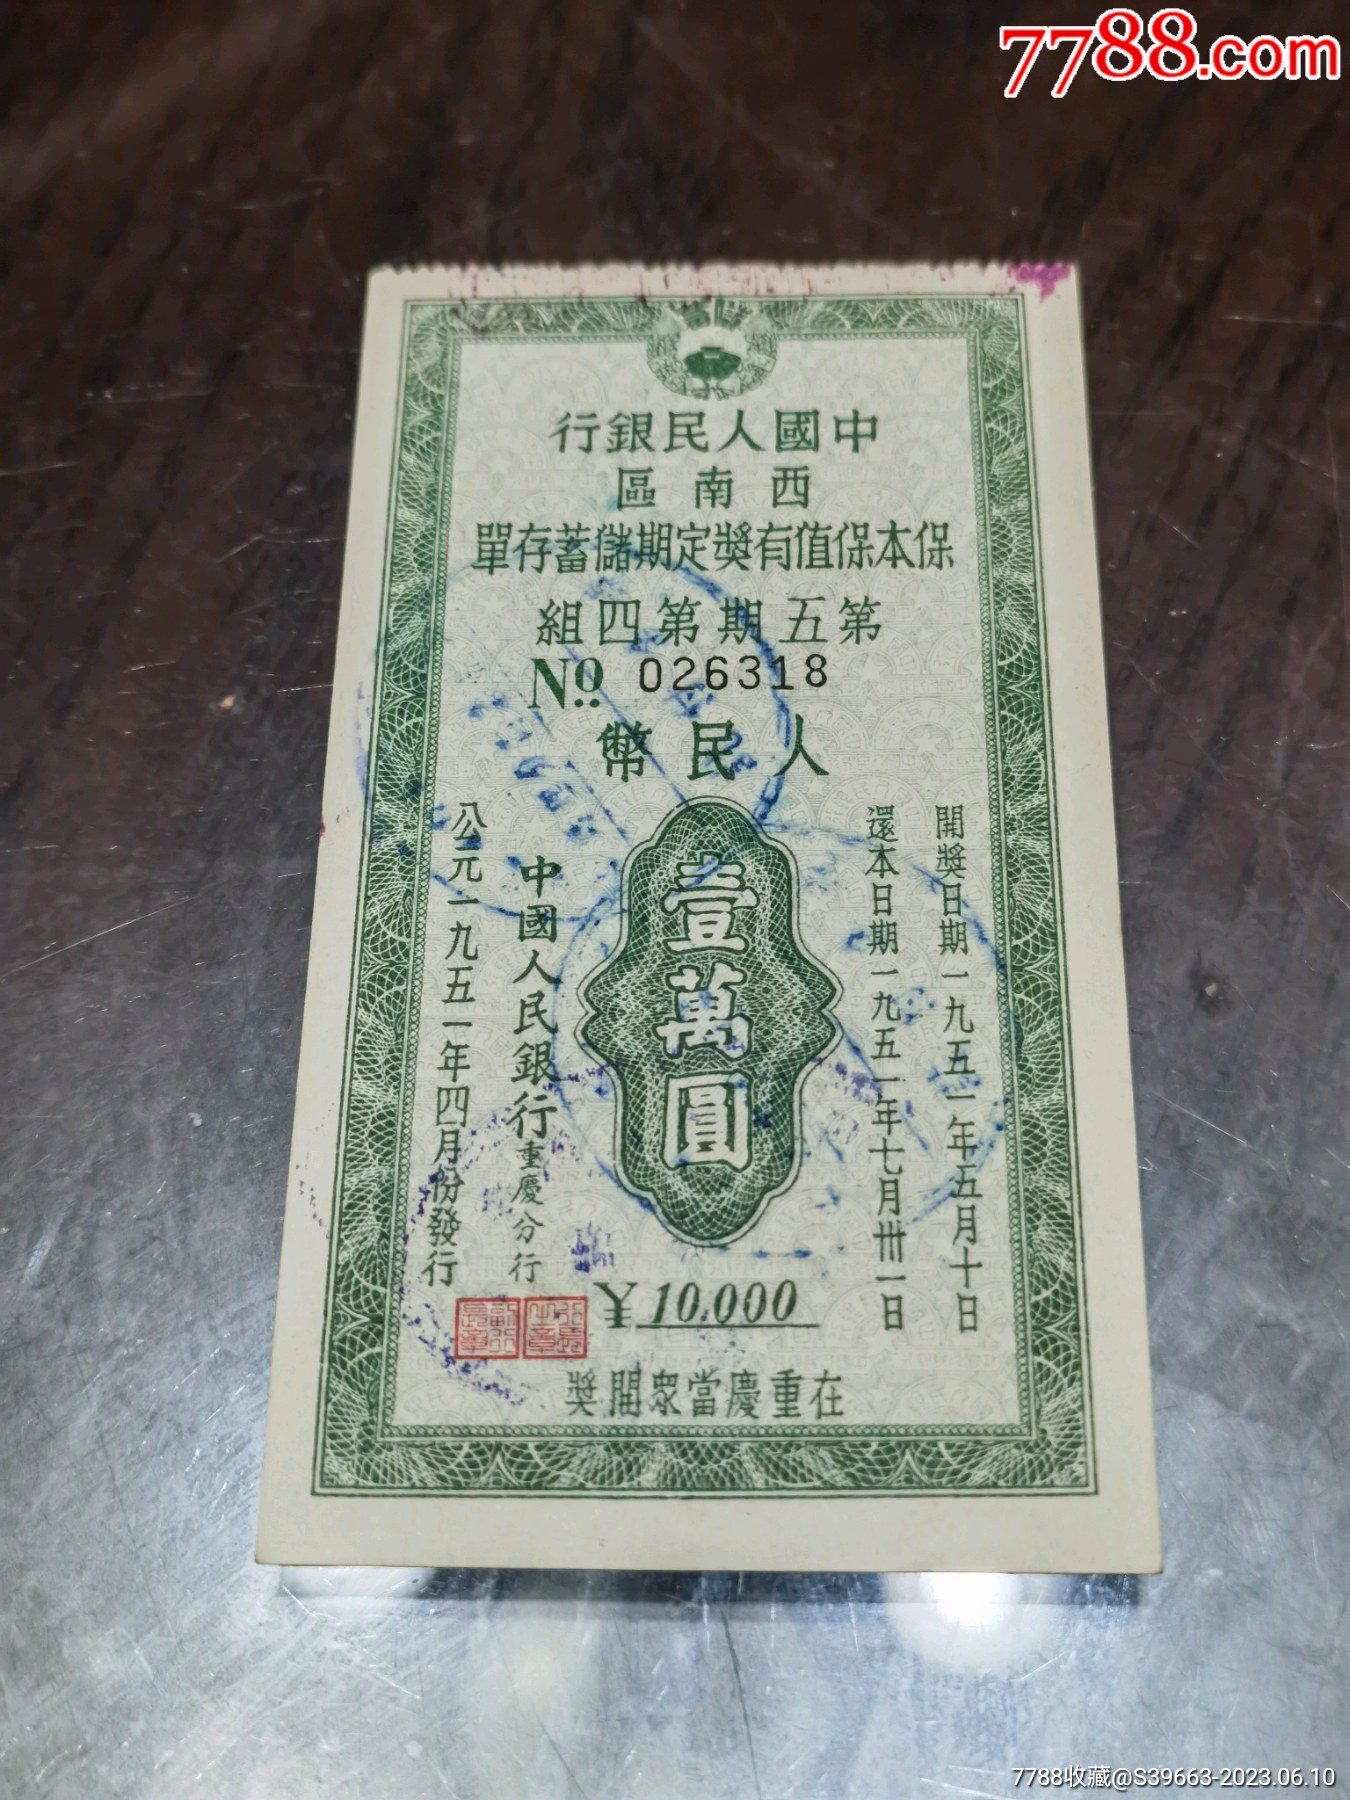 7788.com
中國人民銀行
西南區
保本保值有獎定期儲蓄存單
第五期第四組
No. 026318
人民幣
開獎日期一九五一年五月十日
還本日期一九五一年七月卅一日
壹萬圓
中國人民銀行重慶分行
公元一九五一年四月份發行
¥10,000
在重慶當眾開獎
7788收藏@S39663-2023.06.10